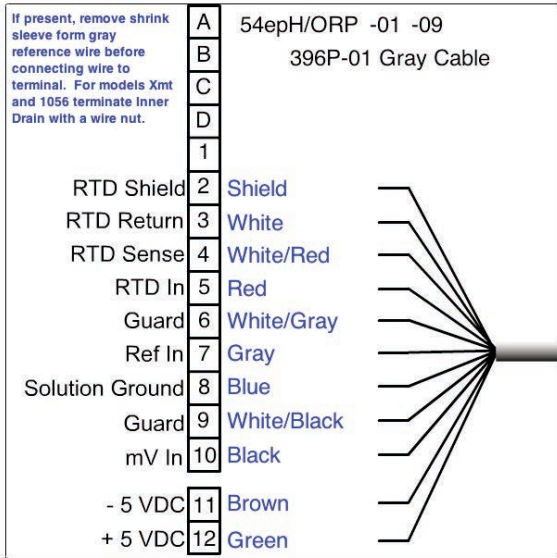 If present, remove shrink
sleeve form gray
reference wire before
connecting wire to
terminal. For models Xmt
and 1056 terminate Inner
Drain with a wire nut.
54epH/ORP -01 -09
396P-01 Gray Cable
A
B
C
D
1
RTD Shield 2 Shield
RTD Return 3 White
RTD Sense 4 White/Red
RTD In 5 Red
Guard 6 White/Gray
Ref In 7 Gray
Solution Ground 8 Blue
Guard 9 White/Black
mV In 10 Black
- 5 VDC 11 Brown
+ 5 VDC 12 Green